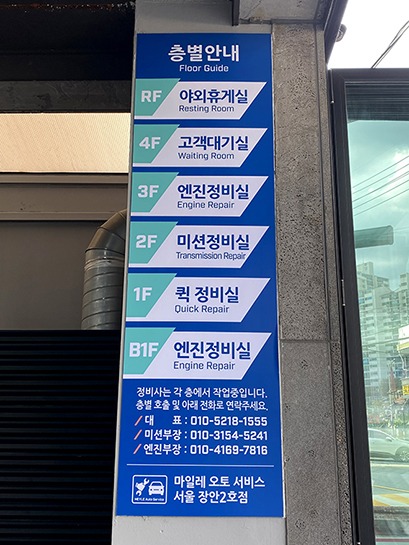 층별안내
Floor Guide
RF 야외휴게실
Resting Room
4F 고객대기실
Waiting Room
3F 엔진정비실
Engine Repair
2F 미션정비실
Transmission Repair
1F 퀵 정비실
Quick Repair
B1F 엔진정비실
Engine Repair
정비사는 각 층에서 작업중입니다.
층별 호출 및 아래 전화로 연락주세요.
/ 대 표 : 010-5218-1555
/ 미션부장 : 010-3154-5241
/ 엔진부장 : 010-4169-7816
마일레 오토 서비스
서울 장안2호점